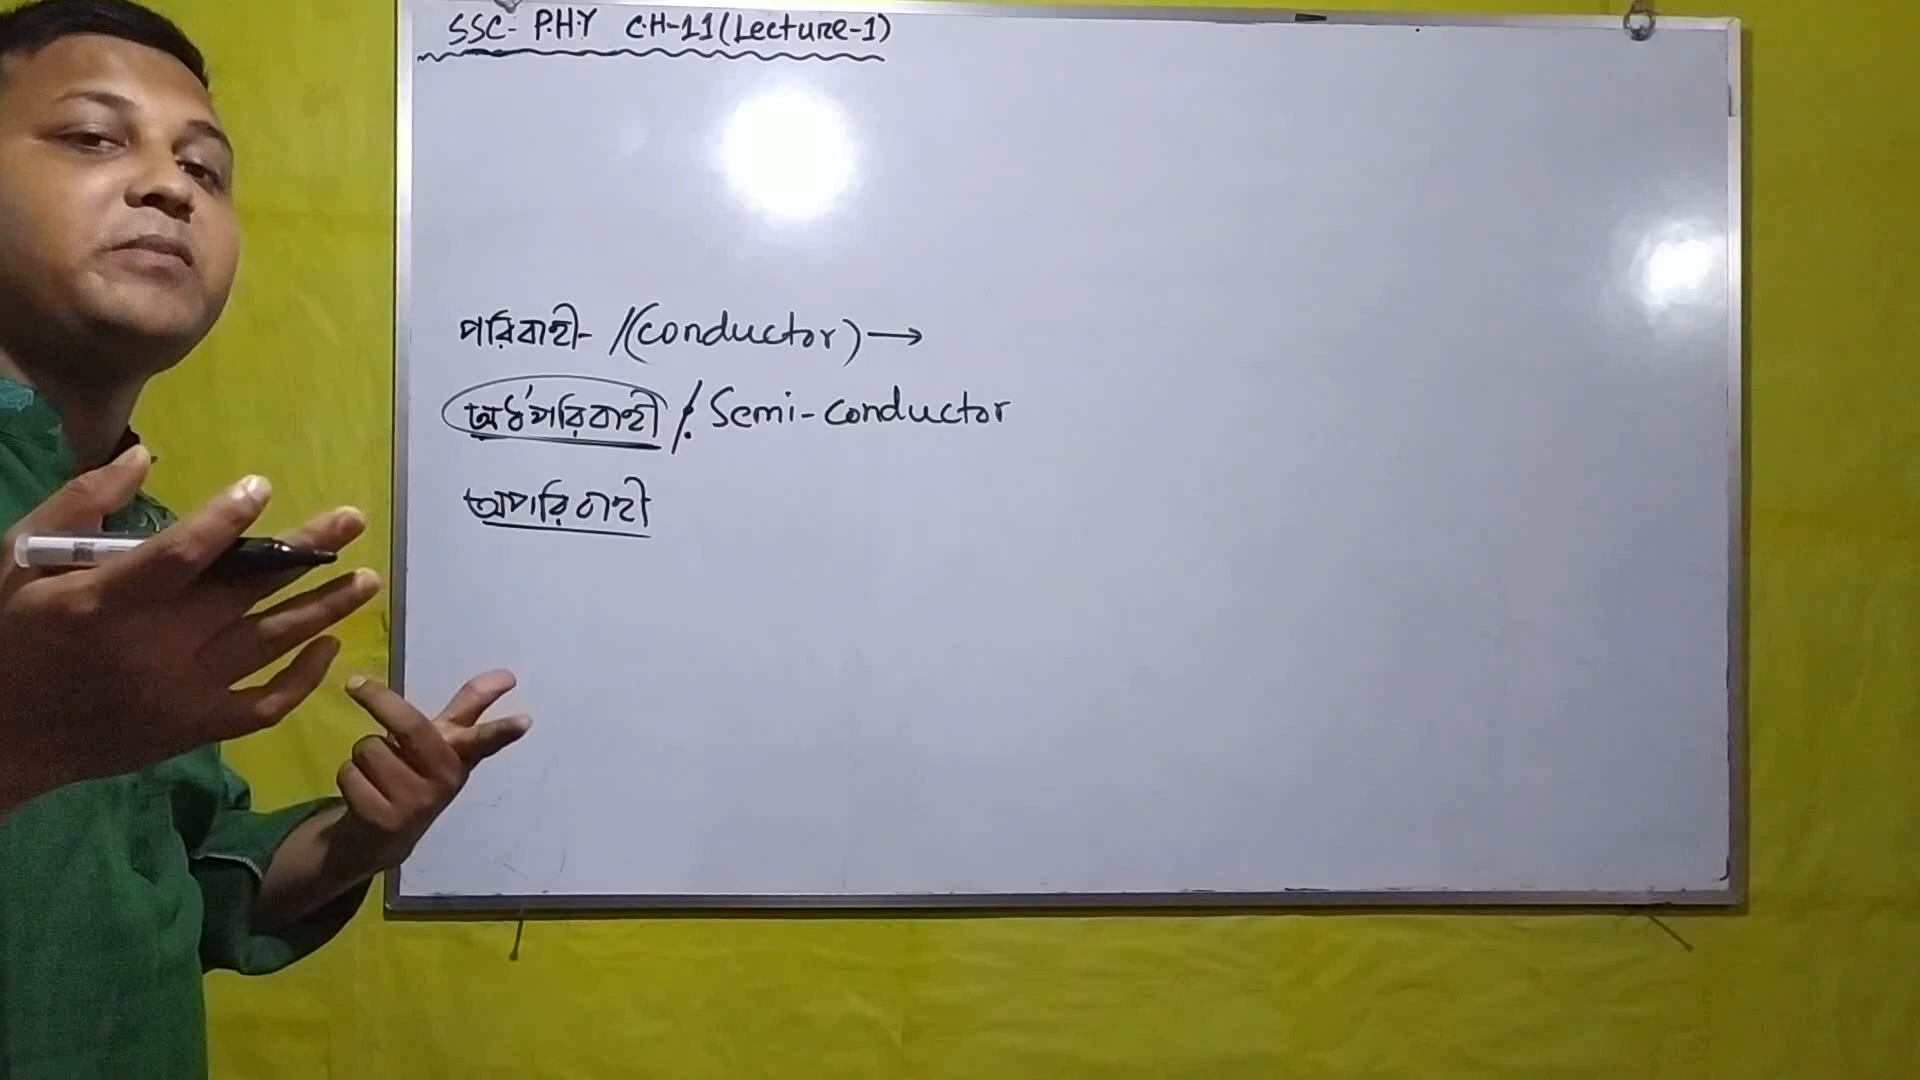 SSC- PHY CH-11 (Lecture-1)
পরিবাহী- /(conductor) →
অর্ধপরিবাহী / Semi-conductor
অপরিবাহী